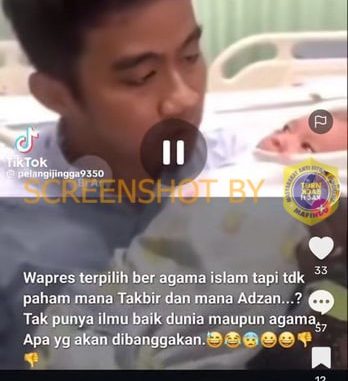 TikTok
@ pelangijingga9350
SCREENSHOT BY
TURN
BACK
HOAX
MAFINDO
33
Wapres terpilih ber agama islam tapi tdk
paham mana Takbir dan mana Adzan...?
Tak punya ilmu baik dunia maupun agama,
Apa yg akan dibanggakan.😅😂😰😄😄👎
👎
57
12